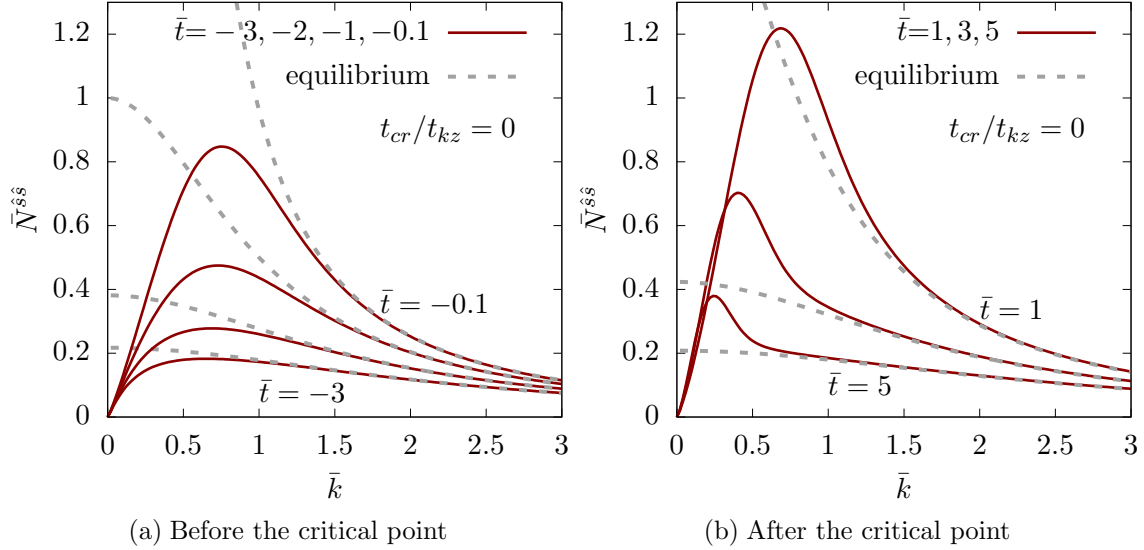 t̄= −3, −2, −1, −0.1
equilibrium
t_cr/t_kz = 0
t̄ = −0.1
t̄ = −3
N̄^ŝŝ
0 0.2 0.4 0.6 0.8 1 1.2
0 0.5 1 1.5 2 2.5 3
k̄
(a) Before the critical point
t̄=1, 3, 5
equilibrium
t_cr/t_kz = 0
t̄ = 1
t̄ = 5
N̄^ŝŝ
0 0.2 0.4 0.6 0.8 1 1.2
0 0.5 1 1.5 2 2.5 3
k̄
(b) After the critical point